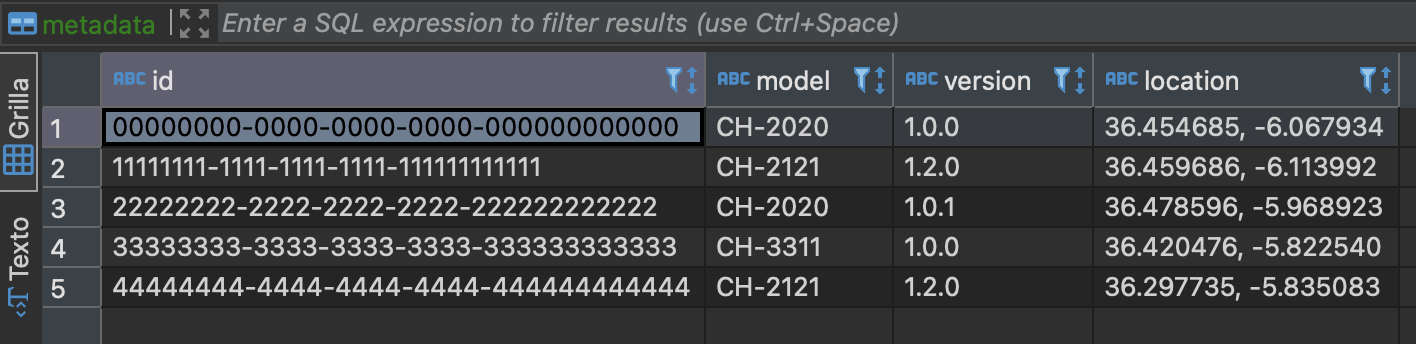 metadata Enter a SQL expression to filter results (use Ctrl+Space)
Grilla
Texto
ABC id ABC model ABC version ABC location
1 00000000-0000-0000-0000-000000000000 CH-2020 1.0.0 36.454685, -6.067934
2 11111111-1111-1111-1111-111111111111 CH-2121 1.2.0 36.459686, -6.113992
3 22222222-2222-2222-2222-222222222222 CH-2020 1.0.1 36.478596, -5.968923
4 33333333-3333-3333-3333-333333333333 CH-3311 1.0.0 36.420476, -5.822540
5 44444444-4444-4444-4444-444444444444 CH-2121 1.2.0 36.297735, -5.835083